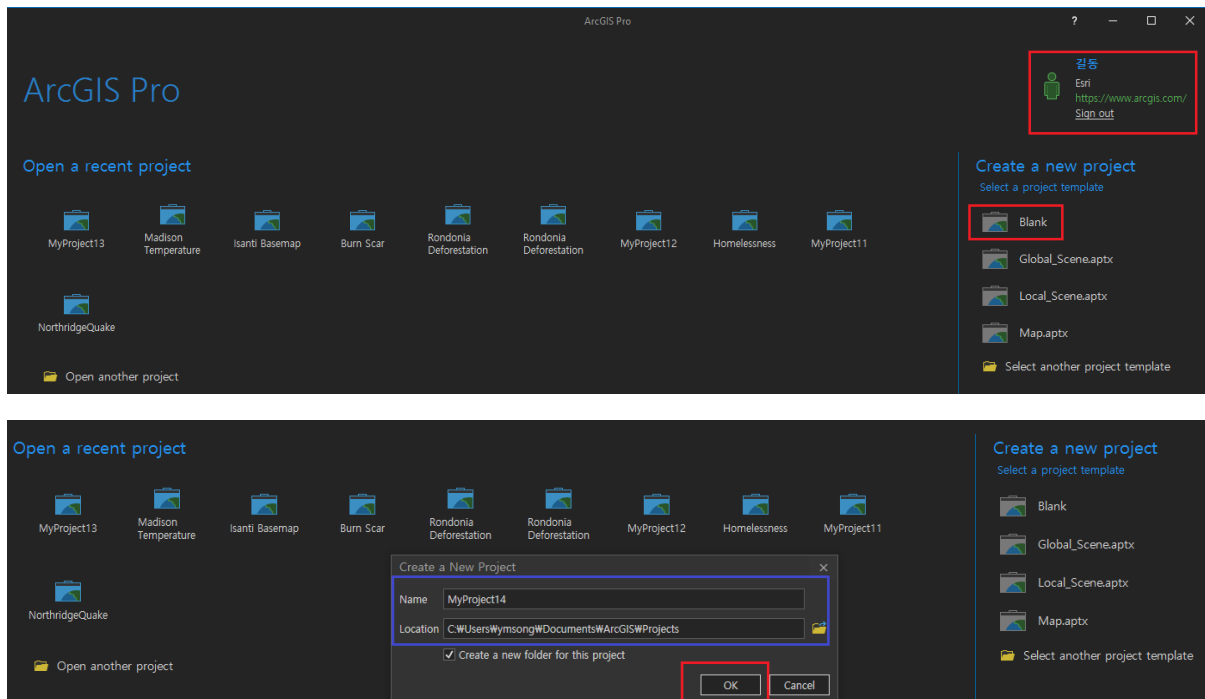 ArcGIS Pro
?
ArcGIS Pro
길동
Esri
https://www.arcgis.com/
Sign out
Open a recent project
MyProject13
Madison
Temperature
Isanti Basemap
Burn Scar
Rondonia
Deforestation
Rondonia
Deforestation
MyProject12
Homelessness
MyProject11
NorthridgeQuake
Open another project
Create a new project
Select a project template
Blank
Global_Scene.aptx
Local_Scene.aptx
Map.aptx
Select another project template
Open a recent project
MyProject13
Madison
Temperature
Isanti Basemap
Burn Scar
Rondonia
Deforestation
Rondonia
Deforestation
MyProject12
Homelessness
MyProject11
NorthridgeQuake
Open another project
Create a New Project
Name MyProject14
Location C:₩Users₩ymsong₩Documents₩ArcGIS₩Projects
Create a new folder for this project
OK Cancel
Create a new project
Select a project template
Blank
Global_Scene.aptx
Local_Scene.aptx
Map.aptx
Select another project template